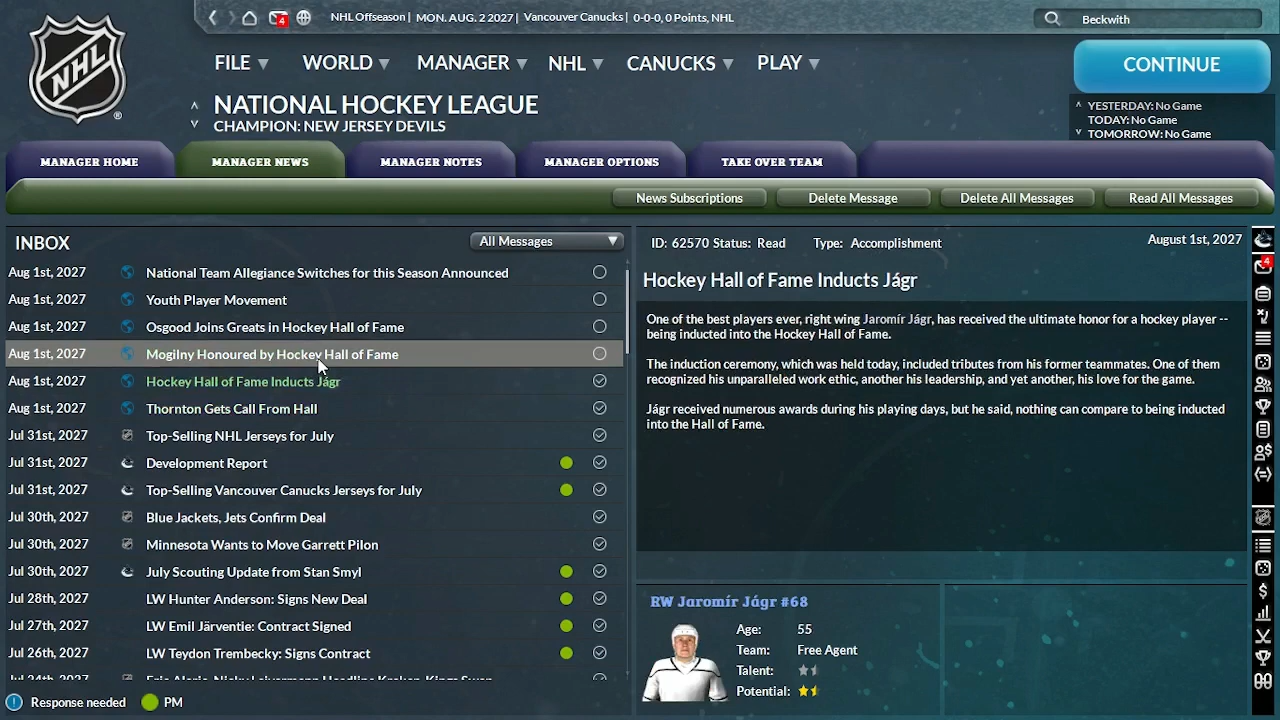 NHL Offseason | MON. AUG. 2 2027 | Vancouver Canucks | 0-0-0, 0 Points, NHL
4
Beckwith
FILE
WORLD
MANAGER
NHL
CANUCKS
PLAY
CONTINUE
NHL
NATIONAL HOCKEY LEAGUE
CHAMPION: NEW JERSEY DEVILS
YESTERDAY: No Game
TODAY: No Game
TOMORROW: No Game
MANAGER HOME
MANAGER NEWS
MANAGER NOTES
MANAGER OPTIONS
TAKE OVER TEAM
News Subscriptions
Delete Message
Delete All Messages
Read All Messages
INBOX
All Messages
Aug 1st, 2027 National Team Allegiance Switches for this Season Announced
Aug 1st, 2027 Youth Player Movement
Aug 1st, 2027 Osgood Joins Greats in Hockey Hall of Fame
Aug 1st, 2027 Mogilny Honoured by Hockey Hall of Fame
Aug 1st, 2027 Hockey Hall of Fame Inducts Jágr
Aug 1st, 2027 Thornton Gets Call From Hall
Jul 31st, 2027 Top-Selling NHL Jerseys for July
Jul 31st, 2027 Development Report
Jul 31st, 2027 Top-Selling Vancouver Canucks Jerseys for July
Jul 30th, 2027 Blue Jackets, Jets Confirm Deal
Jul 30th, 2027 Minnesota Wants to Move Garrett Pilon
Jul 30th, 2027 July Scouting Update from Stan Smyl
Jul 28th, 2027 LW Hunter Anderson: Signs New Deal
Jul 27th, 2027 LW Emil Järventie: Contract Signed
Jul 26th, 2027 LW Teydon Trembecky: Signs Contract
Response needed
PM
ID: 62570 Status: Read Type: Accomplishment
August 1st, 2027
Hockey Hall of Fame Inducts Jágr
One of the best players ever, right wing Jaromír Jágr, has received the ultimate honor for a hockey player --
being inducted into the Hockey Hall of Fame.
The induction ceremony, which was held today, included tributes from his former teammates. One of them
recognized his unparalleled work ethic, another his leadership, and yet another, his love for the game.
Jágr received numerous awards during his playing days, but he said, nothing can compare to being inducted
into the Hall of Fame.
RW Jaromír Jágr #68
Age: 55
Team: Free Agent
Talent:
Potential:
4